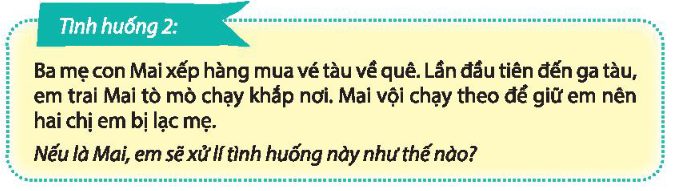 Tình huống 2:
Ba mẹ con Mai xếp hàng mua vé tàu về quê. Lần đầu tiên đến ga tàu,
em trai Mai tò mò chạy khắp nơi. Mai vội chạy theo để giữ em nên
hai chị em bị lạc mẹ.
Nếu là Mai, em sẽ xử lí tình huống này như thế nào?